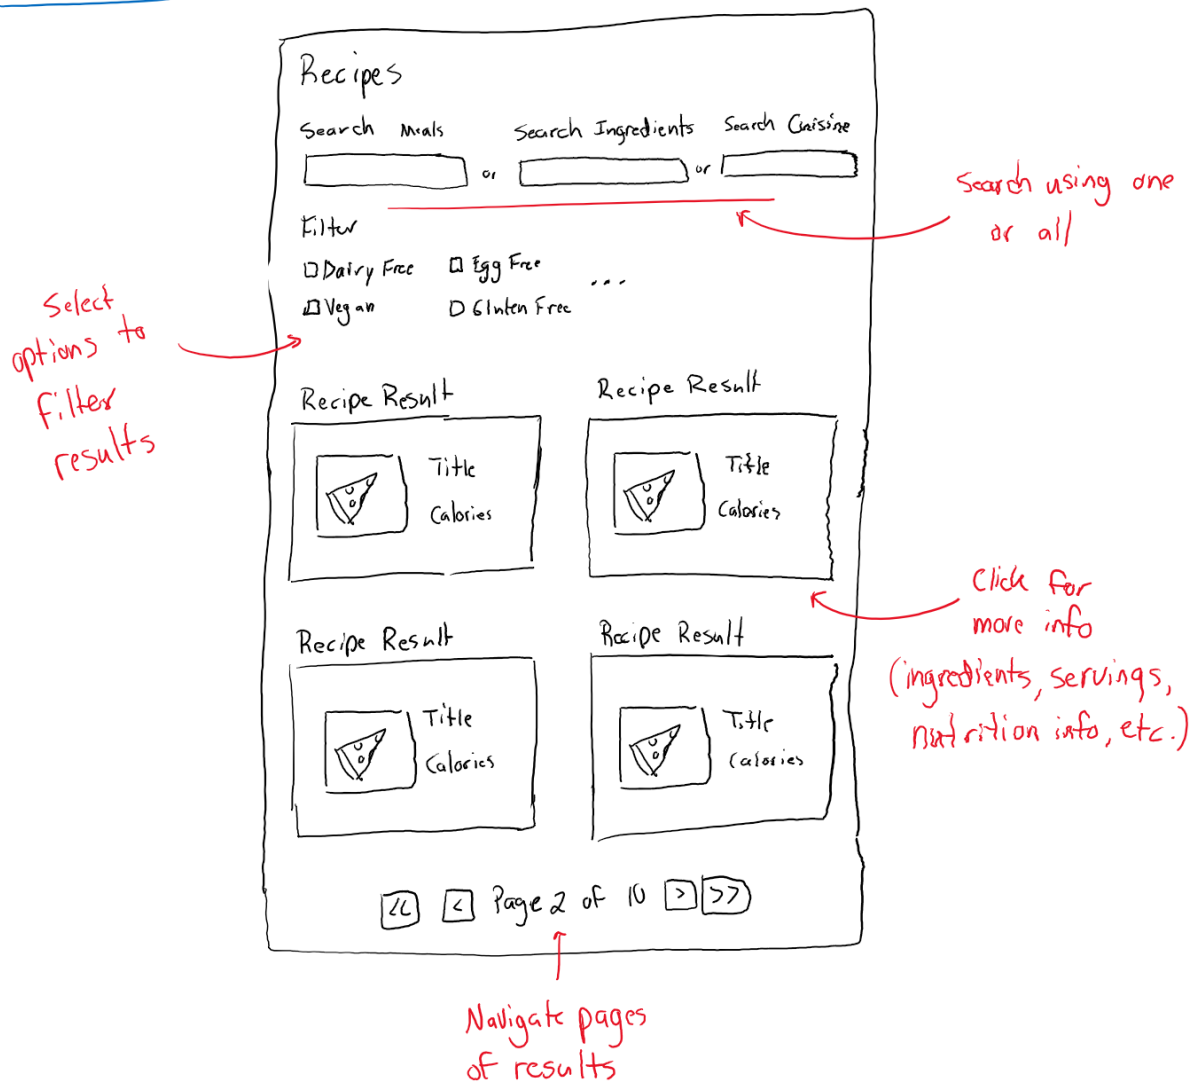 Recipes
Search Meals
Search Ingredients
Search Cuisine
or
or
Search using one
or all
Filter
Dairy Free
Egg Free
...
Vegan
Gluten Free
Select
options to
filter
results
Recipe Result
Recipe Result
Title
Calories
Title
Calories
Click for
more info
(ingredients, servings,
nutrition info, etc.)
Recipe Result
Recipe Result
Title
Calories
Title
Calories
<< < Page 2 of 10 > >>
Navigate pages
of results